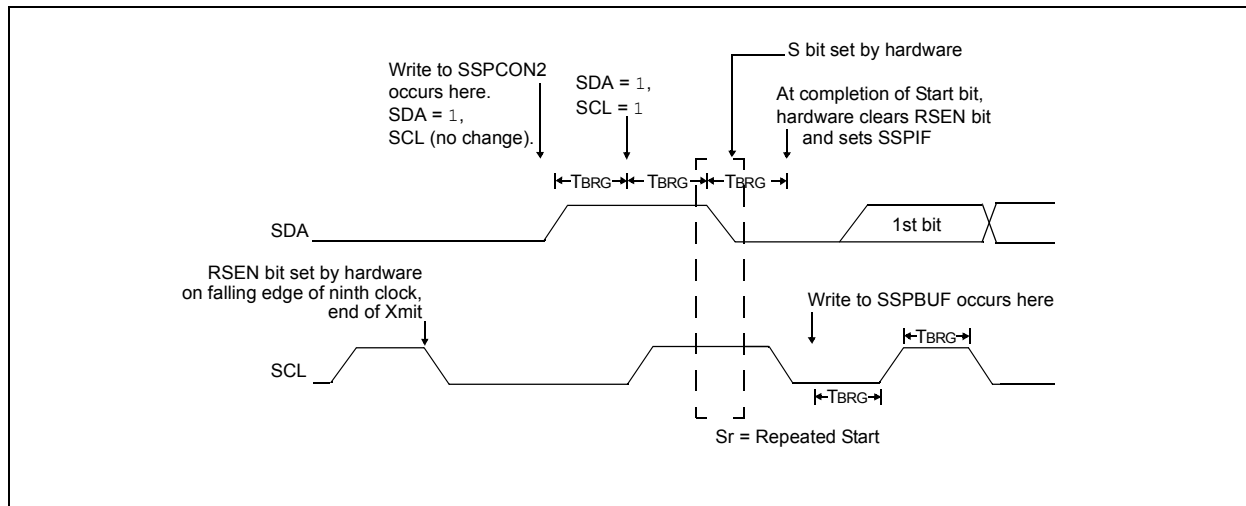 S bit set by hardware
Write to SSPCON2
occurs here.
SDA = 1,
SCL (no change).
SDA = 1,
SCL = 1
At completion of Start bit,
hardware clears RSEN bit
and sets SSPIF
TBRG
TBRG
TBRG
SDA
1st bit
RSEN bit set by hardware
on falling edge of ninth clock,
end of Xmit
Write to SSPBUF occurs here
TBRG
SCL
TBRG
Sr = Repeated Start